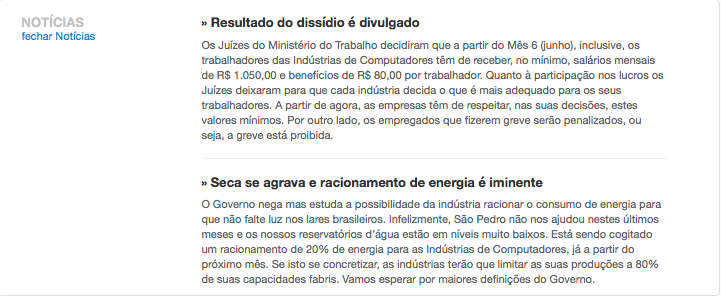 NOTÍCIAS
fechar Notícias
» Resultado do dissídio é divulgado
Os Juízes do Ministério do Trabalho decidiram que a partir do Mês 6 (junho), inclusive, os
trabalhadores das Indústrias de Computadores têm de receber, no mínimo, salários mensais
de R$ 1.050,00 e benefícios de R$ 80,00 por trabalhador. Quanto à participação nos lucros os
Juízes deixaram para que cada indústria decida o que é mais adequado para os seus
trabalhadores. A partir de agora, as empresas têm de respeitar, nas suas decisões, estes
valores mínimos. Por outro lado, os empregados que fizerem greve serão penalizados, ou
seja, a greve está proibida.
» Seca se agrava e racionamento de energia é iminente
O Governo nega mas estuda a possibilidade da indústria racionar o consumo de energia para
que não falte luz nos lares brasileiros. Infelizmente, São Pedro não nos ajudou nestes últimos
meses e os nossos reservatórios d'água estão em níveis muito baixos. Está sendo cogitado
um racionamento de 20% de energia para as Indústrias de Computadores, já a partir do
próximo mês. Se isto se concretizar, as indústrias terão que limitar as suas produções a 80%
de suas capacidades fabris. Vamos esperar por maiores definições do Governo.